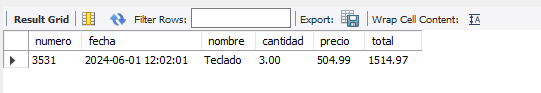 Result Grid Filter Rows: Export: Wrap Cell Content: IA
numero fecha nombre cantidad precio total
3531 2024-06-01 12:02:01 Teclado 3.00 504.99 1514.97